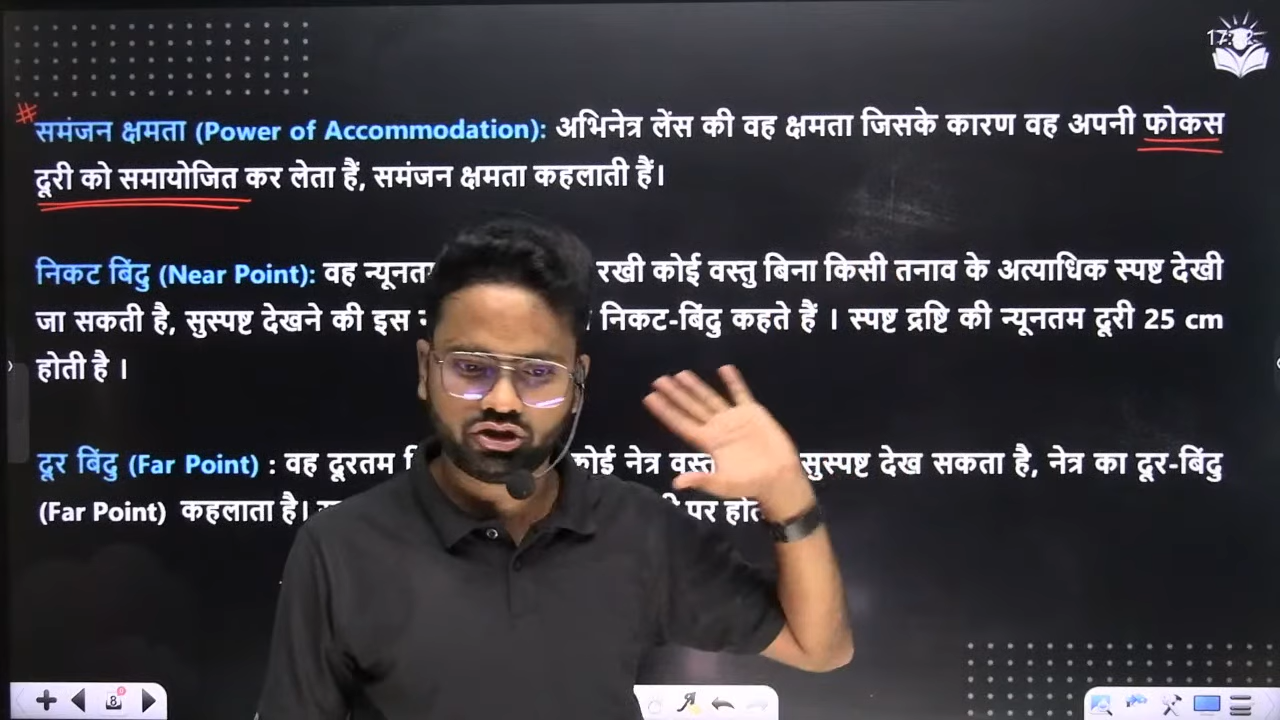 # समंजन क्षमता (Power of Accommodation): अभिनेत्र लेंस की वह क्षमता जिसके कारण वह अपनी फोकस
दूरी को समायोजित कर लेता हैं, समंजन क्षमता कहलाती हैं।
निकट बिंदु (Near Point): वह रखी कोई वस्तु बिना किसी तनाव के अत्याधिक स्पष्ट देखी
जा सकती है, सुस्पष्ट देखने की इस निकट-बिंदु कहते हैं । स्पष्ट द्रष्टि की न्यूनतम दूरी 25 cm
होती है ।
दूर बिंदु (Far Point) : वह दूरतम कोई नेत्र सुस्पष्ट देख सकता है, नेत्र का दूर-बिंदु
(Far Point) कहलाता है। पर
8